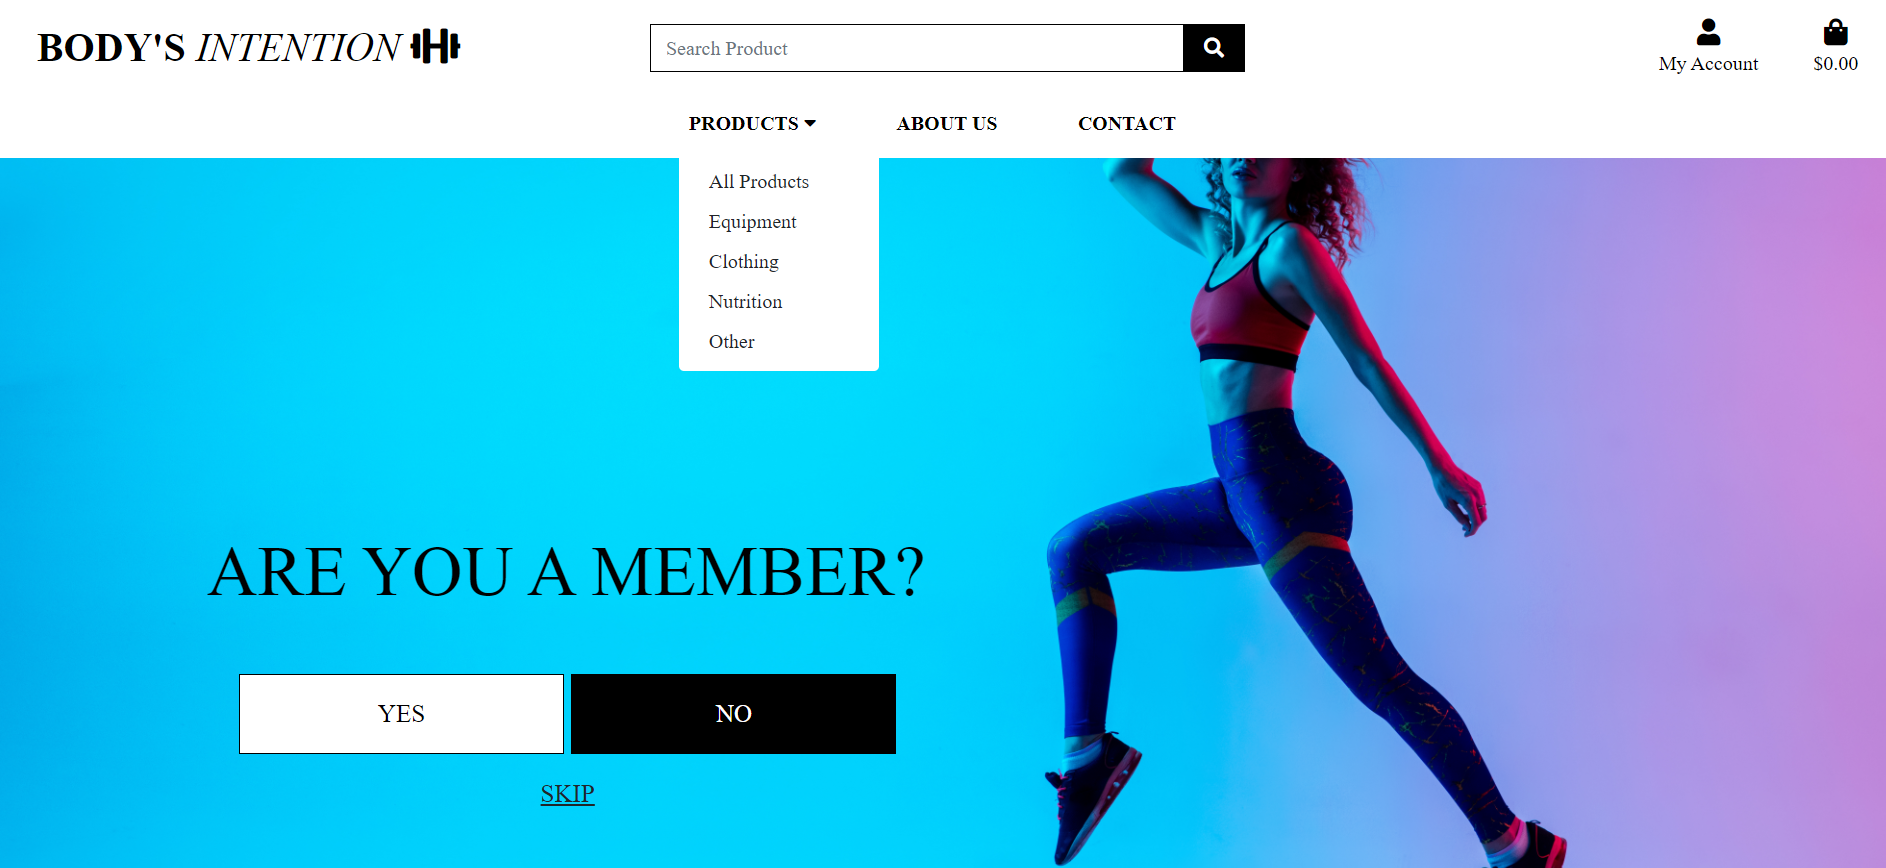 BODY'S INTENTION
Search Product
My Account
$0.00
PRODUCTS
ABOUT US
CONTACT
All Products
Equipment
Clothing
Nutrition
Other
ARE YOU A MEMBER?
YES
NO
SKIP